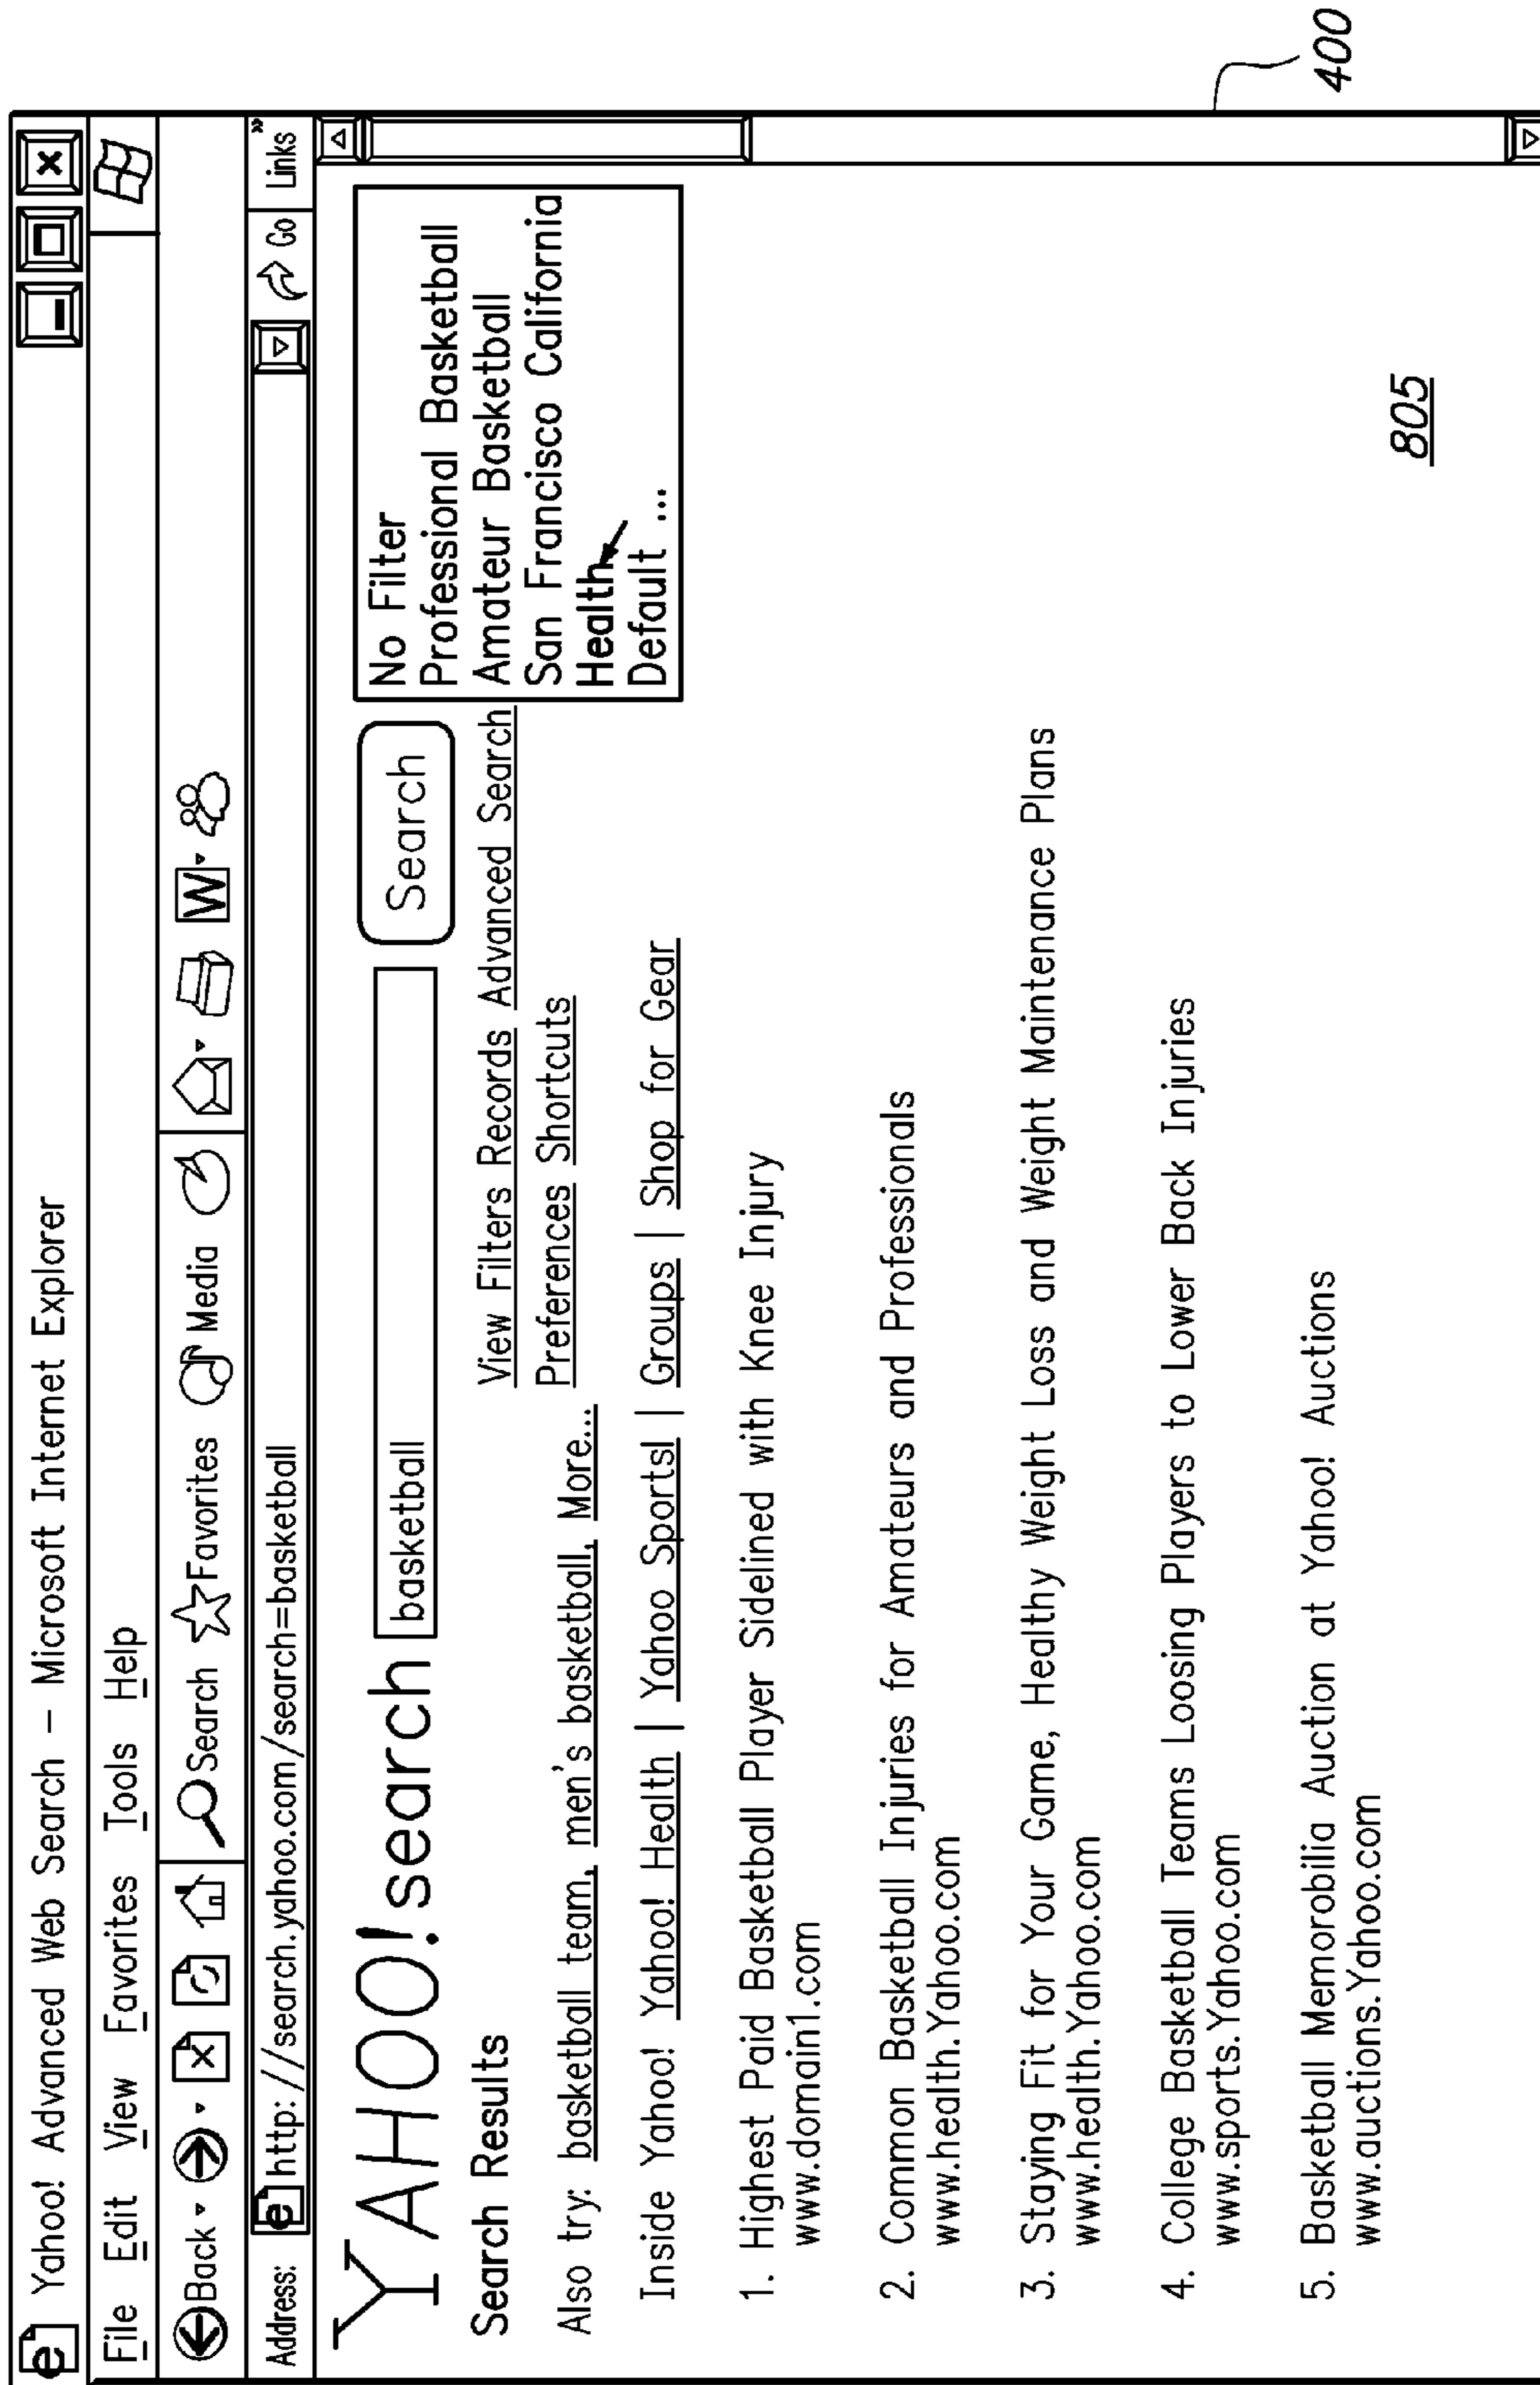 Yahoo! Advanced Web Search — Microsoft Internet Explorer
File Edit View Favorites Tools Help
Back Search Favorites Media W
Address: http://search.yahoo.com/search=basketball Go Links »
YAHOO!search basketball Search
No Filter
Professional Basketball
Amateur Basketball
San Francisco California
Health
Default ...
Search Results
View Filters Records Advanced Search
Preferences Shortcuts
Also try: basketball team, men's basketball, More...
Inside Yahoo! Yahoo! Health | Yahoo Sports| | Groups | Shop for Gear
1. Highest Paid Basketball Player Sidelined with Knee Injury
www.domain1.com
2. Common Basketball Injuries for Amateurs and Professionals
www.health.Yahoo.com
3. Staying Fit for Your Game, Healthy Weight Loss and Weight Maintenance Plans
www.health.Yahoo.com
4. College Basketball Teams Loosing Players to Lower Back Injuries
www.sports.Yahoo.com
5. Basketball Memorobilia Auction at Yahoo! Auctions
www.auctions.Yahoo.com
805
400